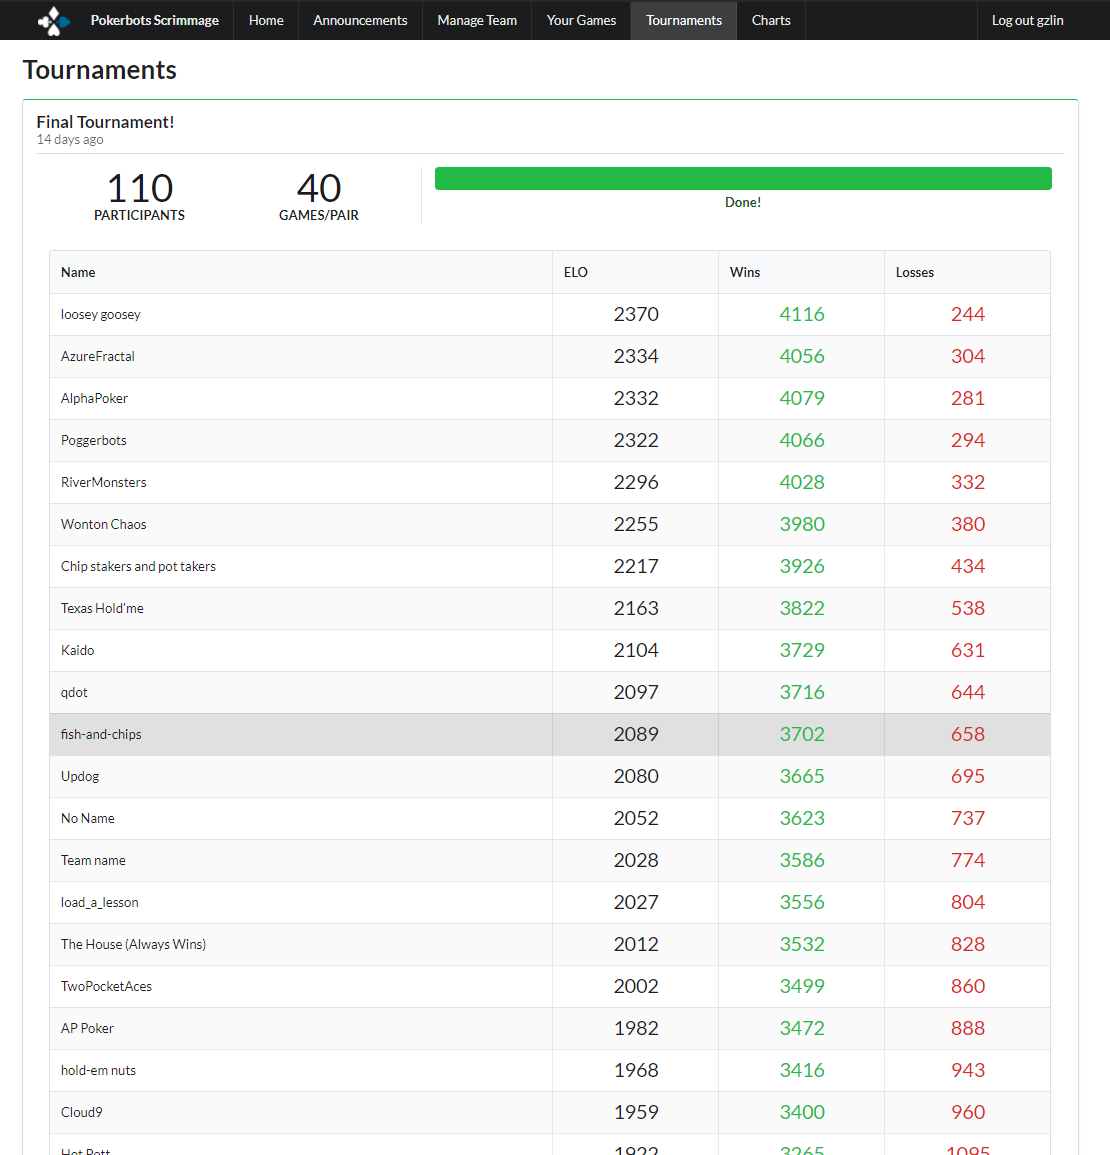 Pokerbots Scrimmage Home Announcements Manage Team Your Games Tournaments Charts Log out gzlin
Tournaments
Final Tournament!
14 days ago
110 40
PARTICIPANTS GAMES/PAIR
Done!
Name ELO Wins Losses
loosey goosey 2370 4116 244
AzureFractal 2334 4056 304
AlphaPoker 2332 4079 281
Poggerbots 2322 4066 294
RiverMonsters 2296 4028 332
Wonton Chaos 2255 3980 380
Chip stakers and pot takers 2217 3926 434
Texas Hold'me 2163 3822 538
Kaido 2104 3729 631
qdot 2097 3716 644
fish-and-chips 2089 3702 658
Updog 2080 3665 695
No Name 2052 3623 737
Team name 2028 3586 774
load_a_lesson 2027 3556 804
The House (Always Wins) 2012 3532 828
TwoPocketAces 2002 3499 860
AP Poker 1982 3472 888
hold-em nuts 1968 3416 943
Cloud9 1959 3400 960
Hot Pott 1922 3265 1095